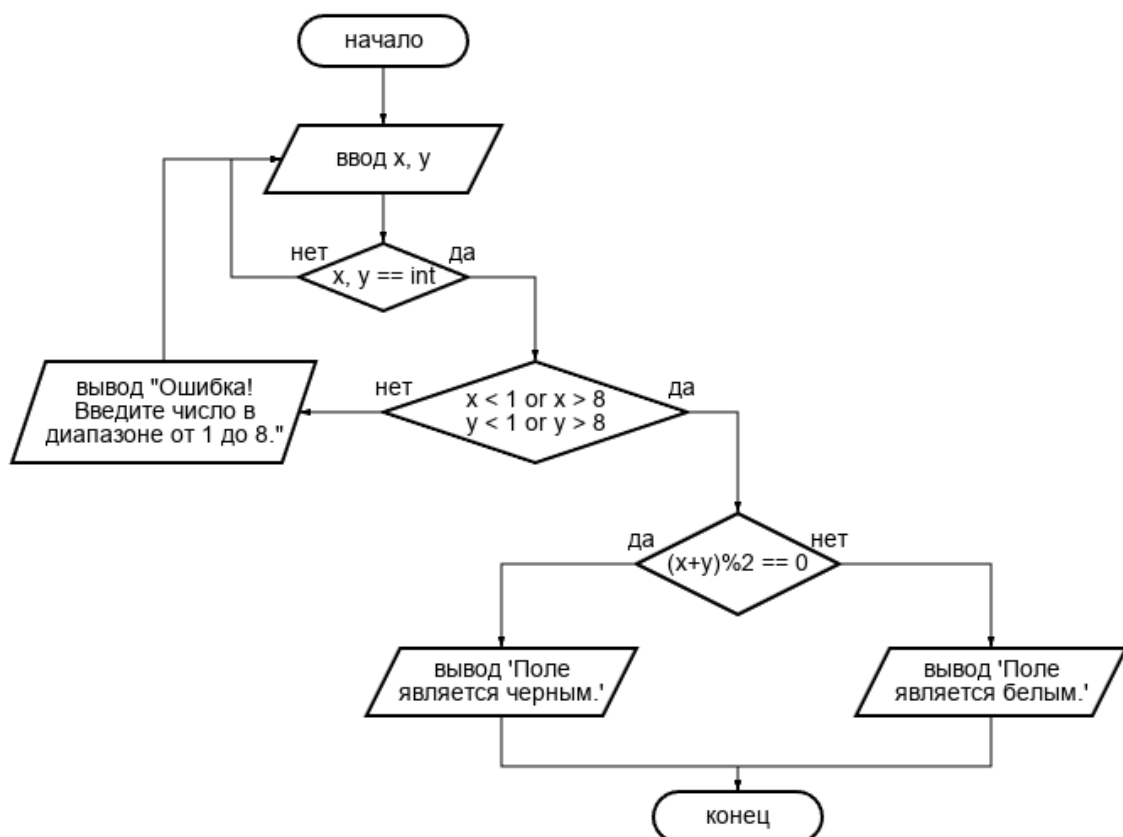 начало
ввод x, y
нет
да
x, y == int
вывод "Ошибка!
Введите число в
диапазоне от 1 до 8."
нет
да
x < 1 or x > 8
y < 1 or y > 8
да
нет
(x+y)%2 == 0
вывод 'Поле
является черным.'
вывод 'Поле
является белым.'
конец